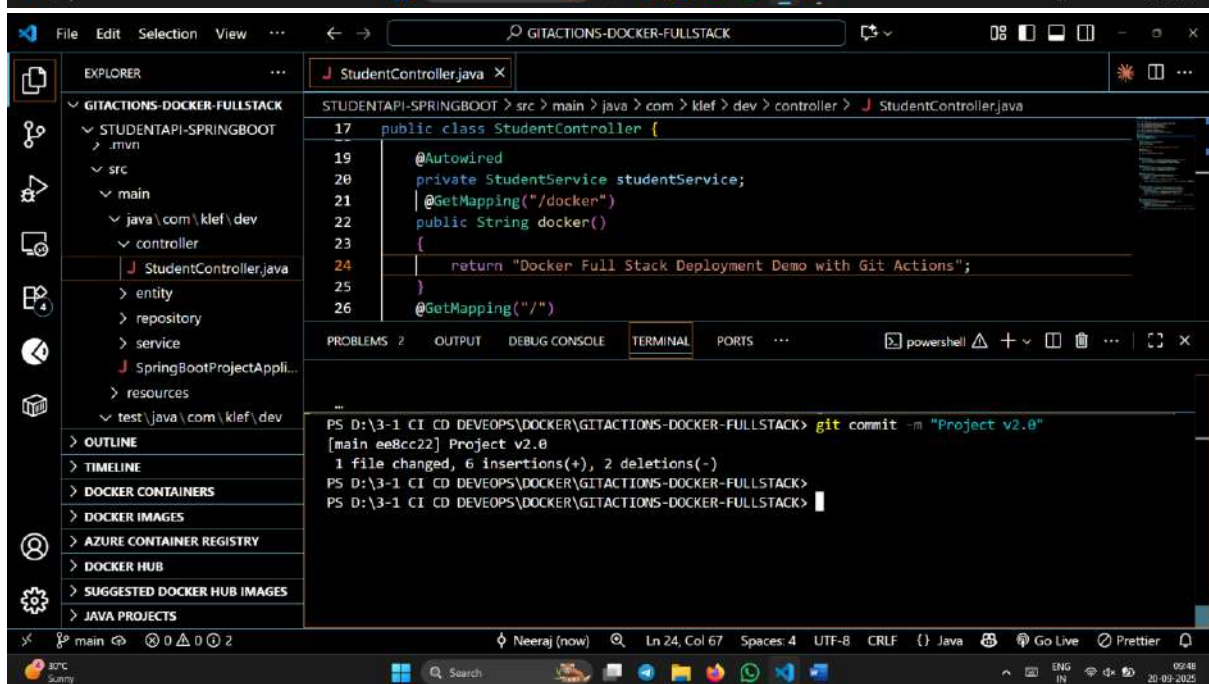 File Edit Selection View ··· GITACTIONS-DOCKER-FULLSTACK
EXPLORER ···
GITACTIONS-DOCKER-FULLSTACK
STUDENTAPI-SPRINGBOOT
.mvn
src
main
java\com\klef\dev
controller
J StudentController.java
entity
repository
service
J SpringBootProjectAppli...
resources
test\java\com\klef\dev
OUTLINE
TIMELINE
DOCKER CONTAINERS
DOCKER IMAGES
AZURE CONTAINER REGISTRY
DOCKER HUB
SUGGESTED DOCKER HUB IMAGES
JAVA PROJECTS
4
J StudentController.java ×
STUDENTAPI-SPRINGBOOT > src > main > java > com > klef > dev > controller > J StudentController.java
17 public class StudentController {
19 @Autowired
20 private StudentService studentService;
21 @GetMapping("/docker")
22 public String docker()
23 {
24 return "Docker Full Stack Deployment Demo with Git Actions";
25 }
26 @GetMapping("/")
PROBLEMS 2 OUTPUT DEBUG CONSOLE TERMINAL PORTS ··· powershell
...
PS D:\3-1 CI CD DEVEOPS\DOCKER\GITACTIONS-DOCKER-FULLSTACK> git commit -m "Project v2.0"
[main ee8cc22] Project v2.0
1 file changed, 6 insertions(+), 2 deletions(-)
PS D:\3-1 CI CD DEVEOPS\DOCKER\GITACTIONS-DOCKER-FULLSTACK>
PS D:\3-1 CI CD DEVEOPS\DOCKER\GITACTIONS-DOCKER-FULLSTACK>
main 0 0 2 Neeraj (now) Ln 24, Col 67 Spaces: 4 UTF-8 CRLF {} Java Go Live Prettier
30°C
Sunny
Search
ENG
IN
09:48
20-09-2025